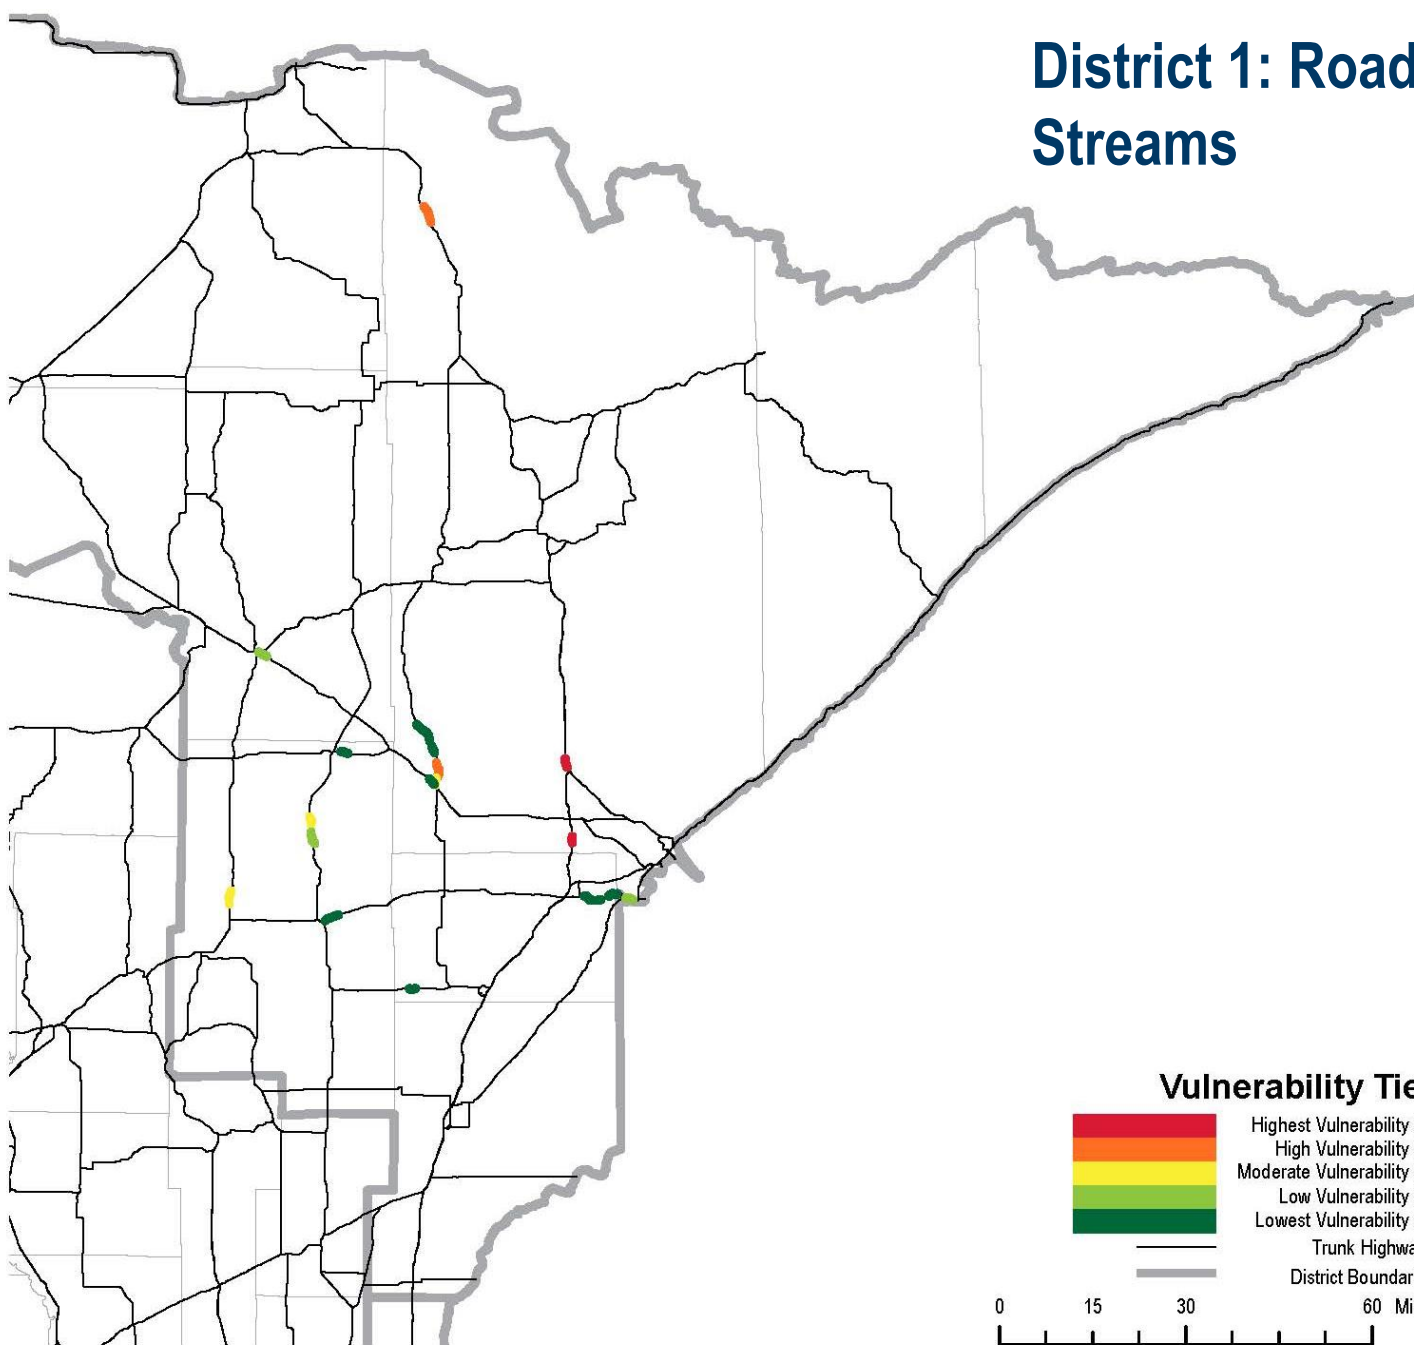 District 1: Road
Streams
Vulnerability Tie
Highest Vulnerability
High Vulnerability
Moderate Vulnerability
Low Vulnerability
Lowest Vulnerability
Trunk Highwa
District Boundar
0 15 30 60 Mi